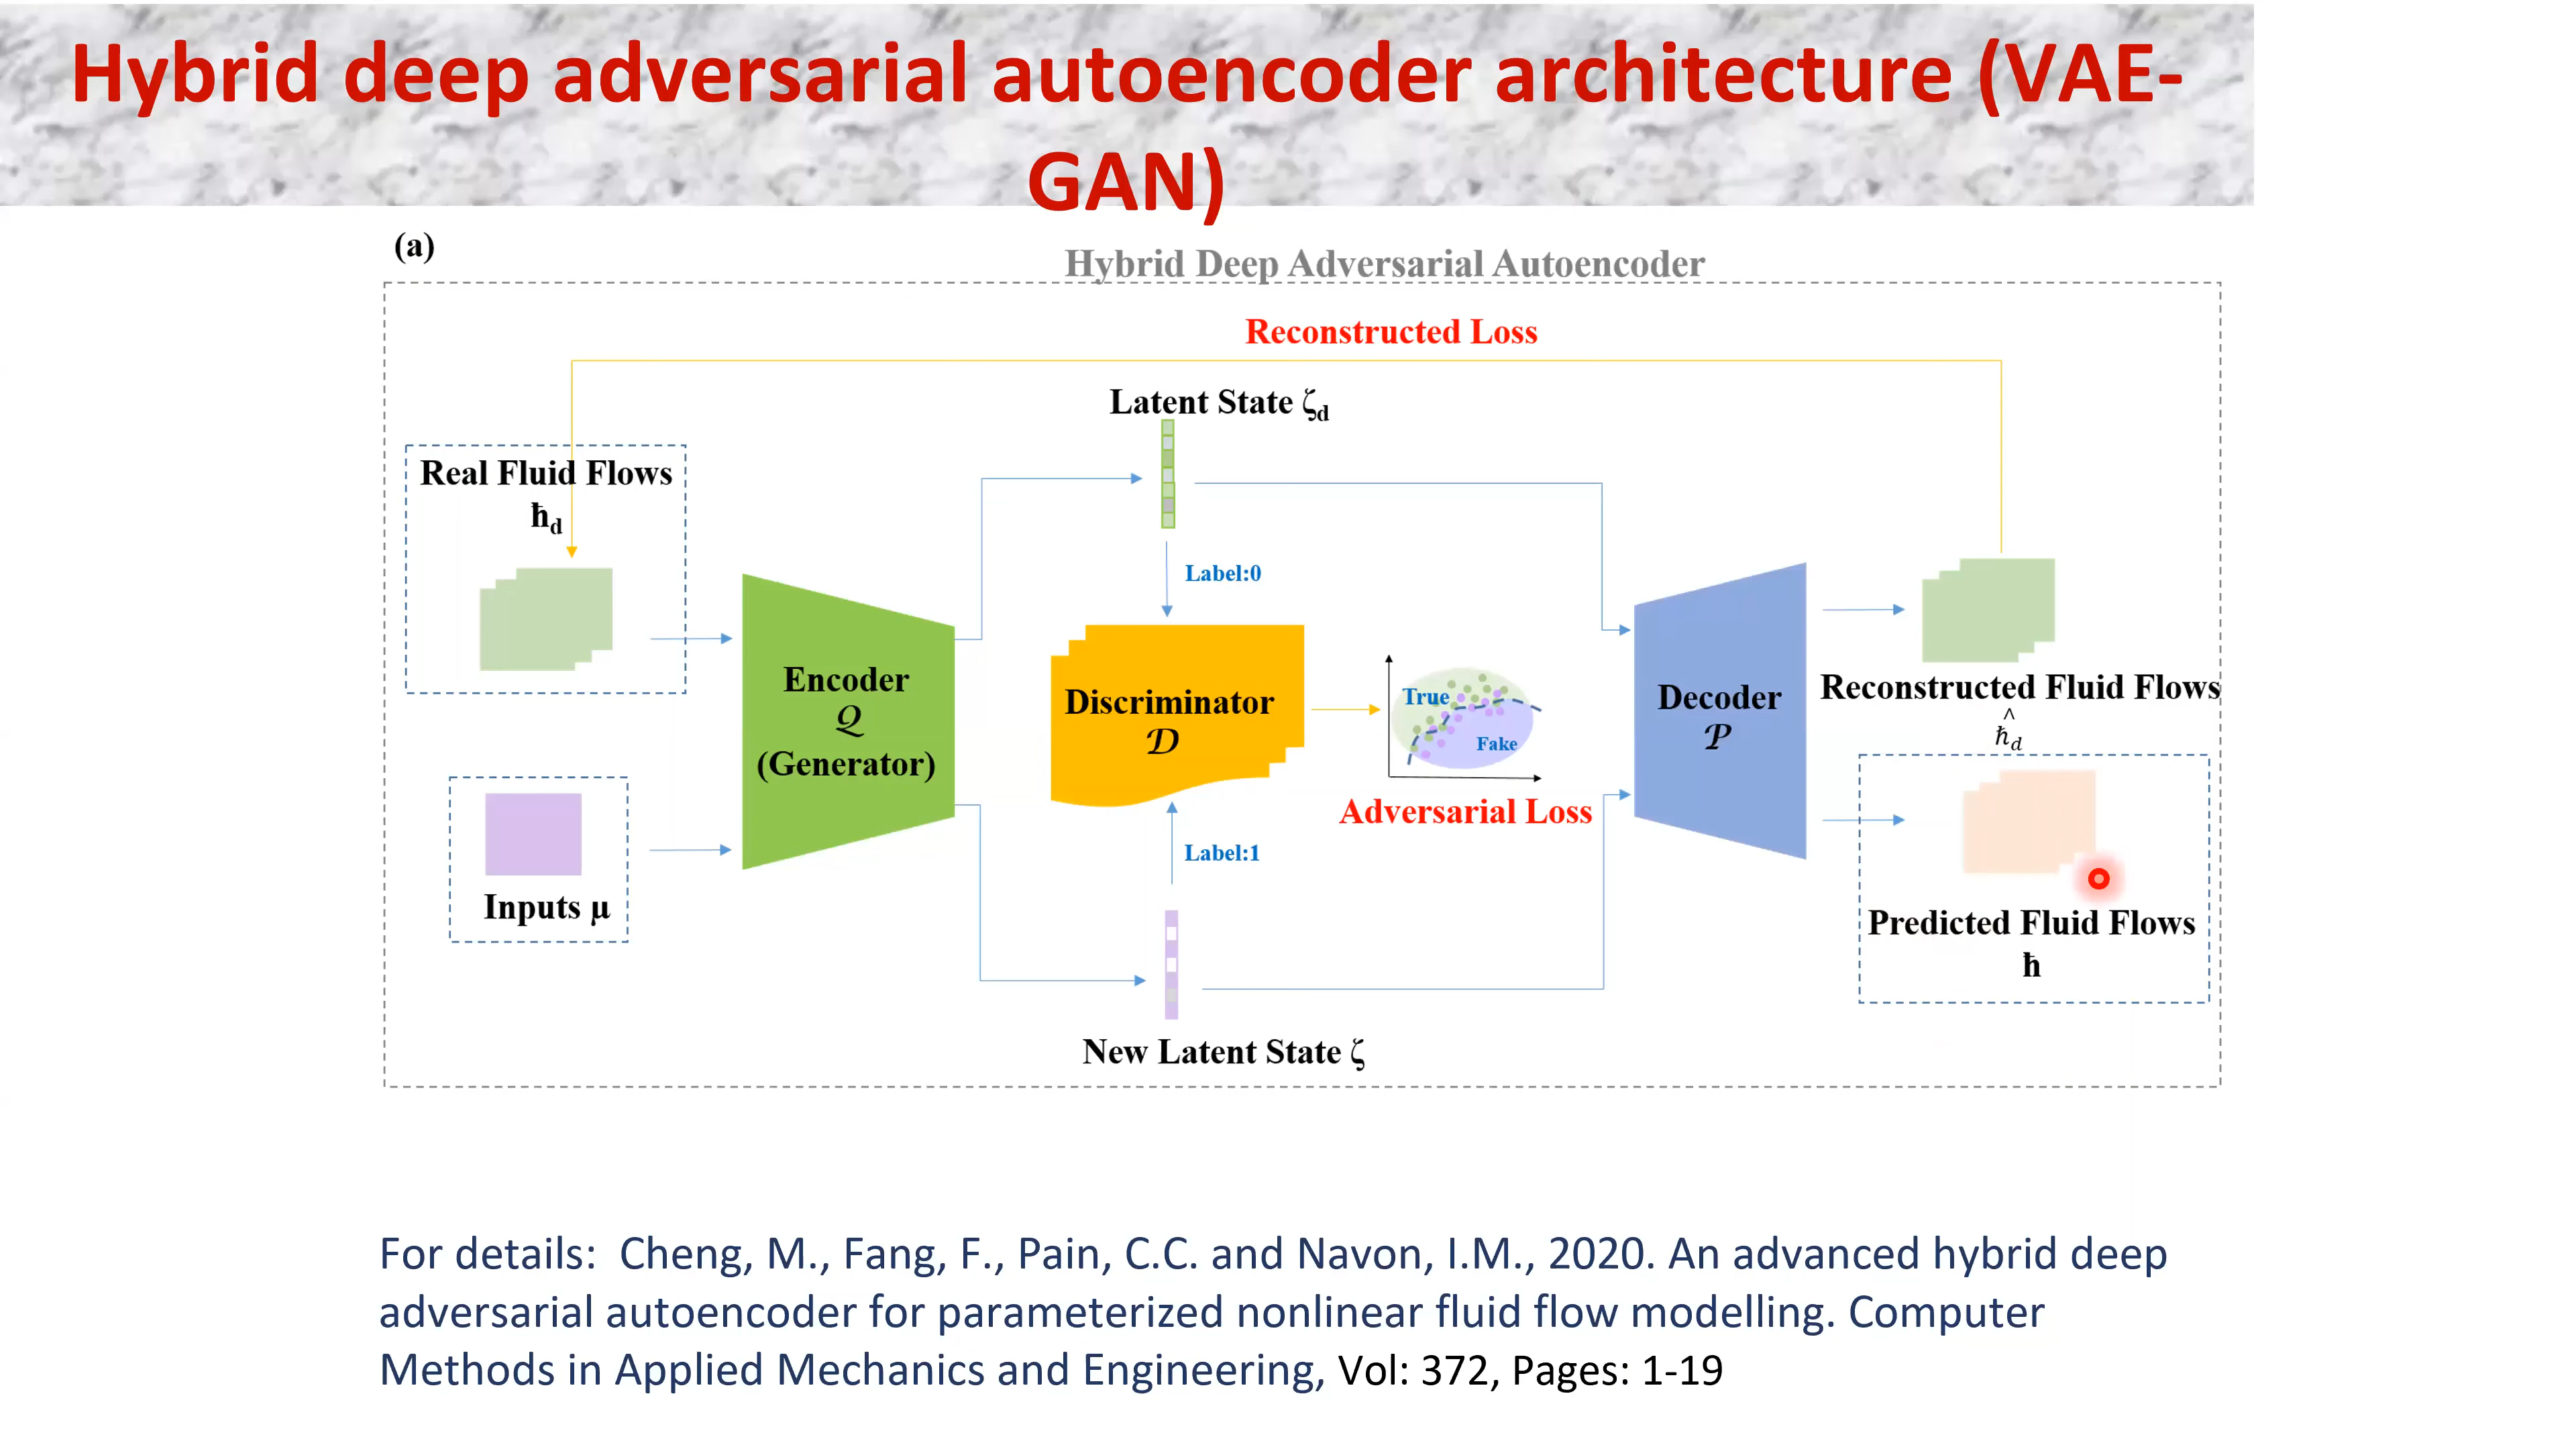 Hybrid deep adversarial autoencoder architecture (VAE-
GAN)
(a)
Hybrid Deep Adversarial Autoencoder
Reconstructed Loss
Latent State ζd
Real Fluid Flows
ħd
Label:0
Encoder
𝒬
(Generator)
Discriminator
𝒟
True
Fake
Adversarial Loss
Decoder
𝒫
Reconstructed Fluid Flows
^
ħd
Inputs μ
Label:1
Predicted Fluid Flows
ħ
New Latent State ζ
For details:  Cheng, M., Fang, F., Pain, C.C. and Navon, I.M., 2020. An advanced hybrid deep
adversarial autoencoder for parameterized nonlinear fluid flow modelling. Computer
Methods in Applied Mechanics and Engineering, Vol: 372, Pages: 1-19